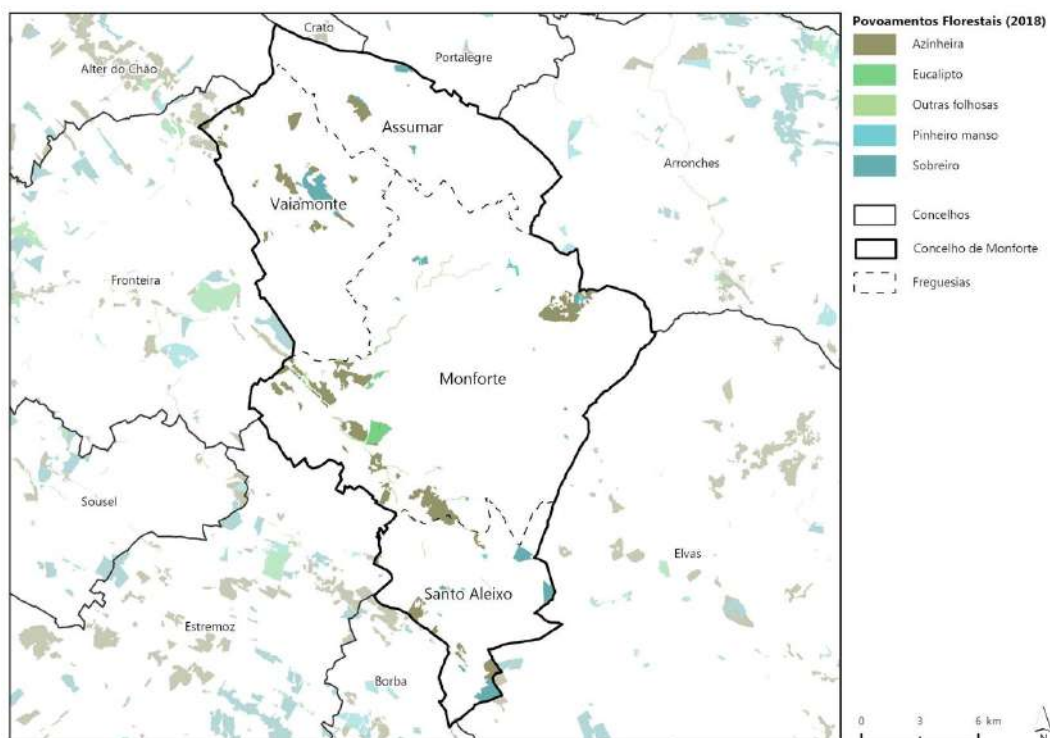 Povoamentos Florestais (2018)
Azinheira
Eucalipto
Outras folhosas
Pinheiro manso
Sobreiro
Concelhos
Concelho de Monforte
Freguesias
Crato
Portalegre
Alter do Chão
Assumar
Arronches
Vaiamonte
Fronteira
Monforte
Sousel
Elvas
Santo Aleixo
Estremoz
Borba
0 3 6 km
N